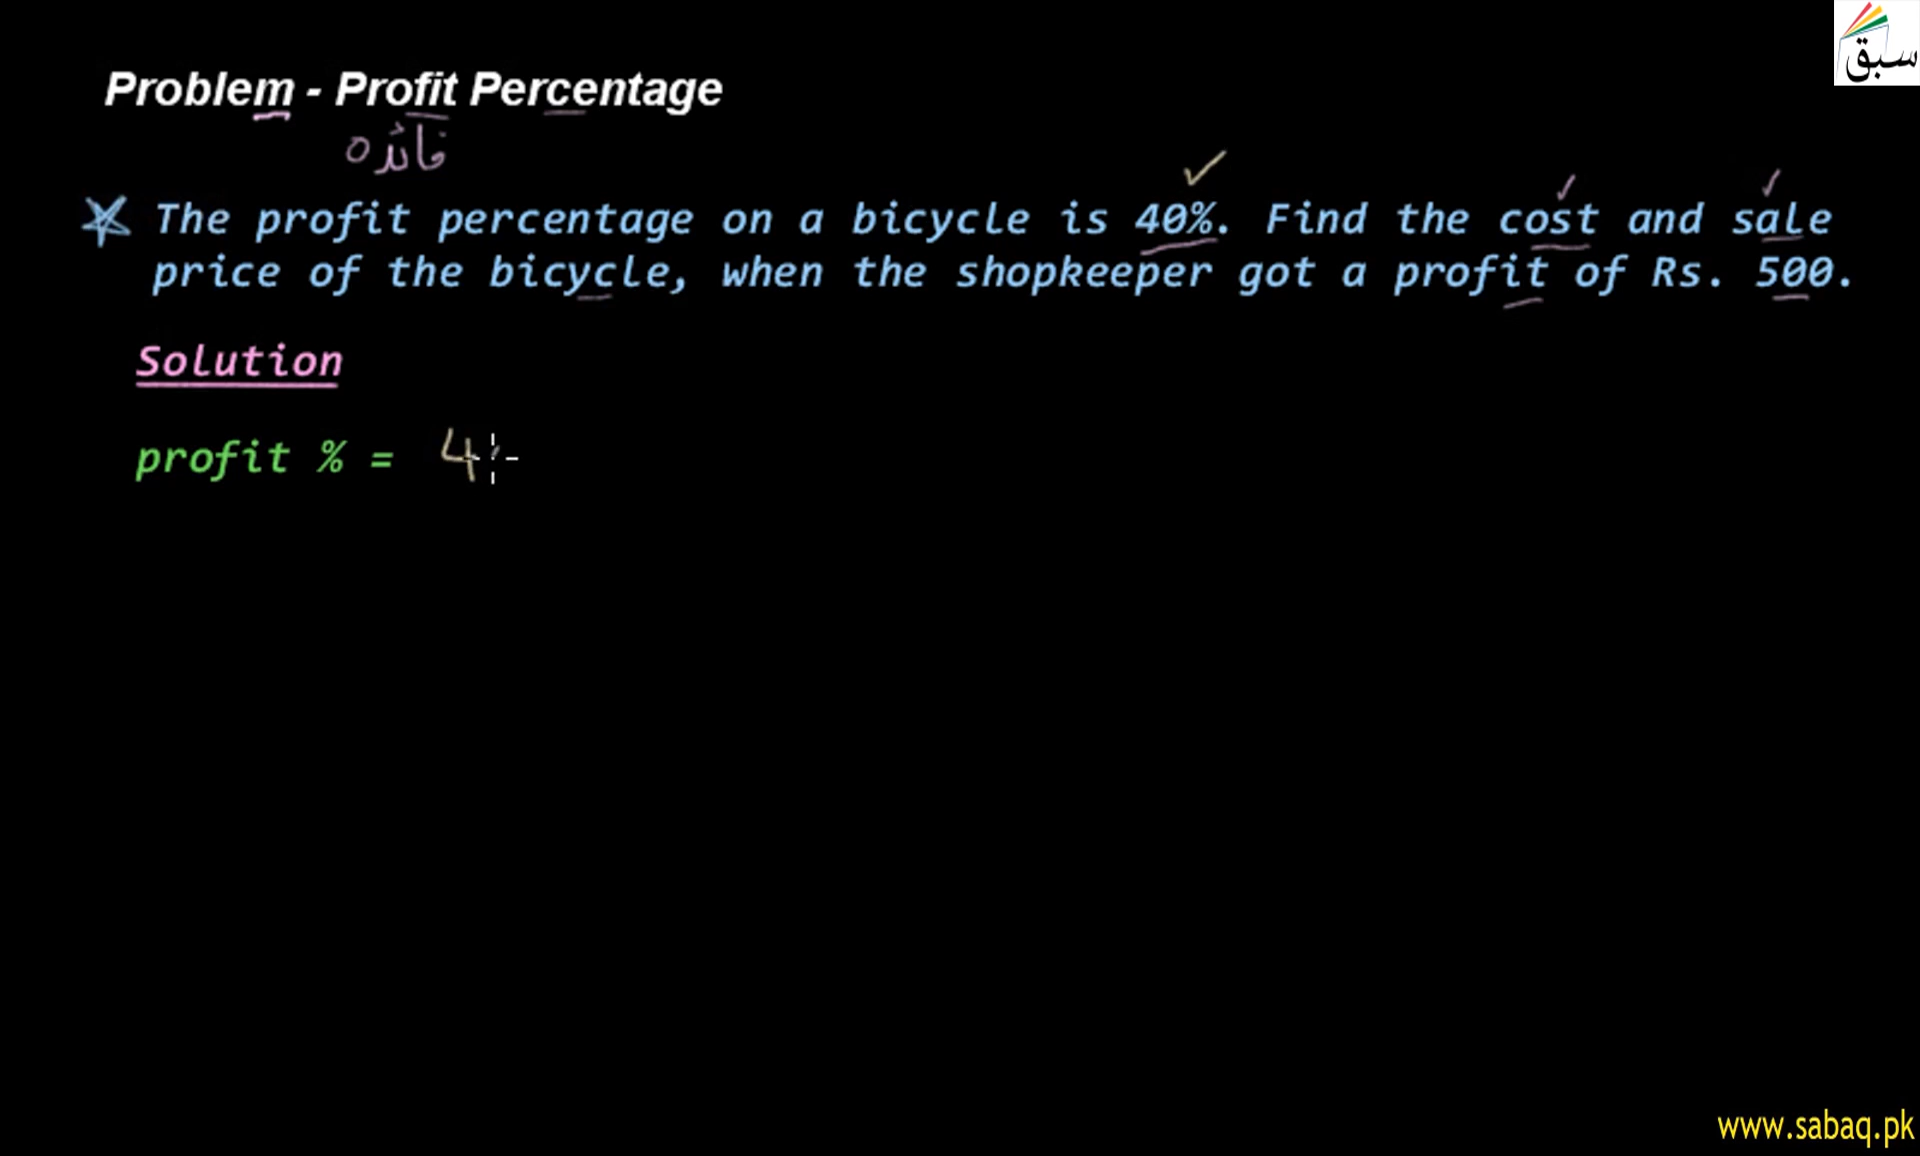 سبق
Problem - Profit Percentage
فائدہ
The profit percentage on a bicycle is 40%. Find the cost and sale
price of the bicycle, when the shopkeeper got a profit of Rs. 500.
Solution
profit % = 4
www.sabaq.pk